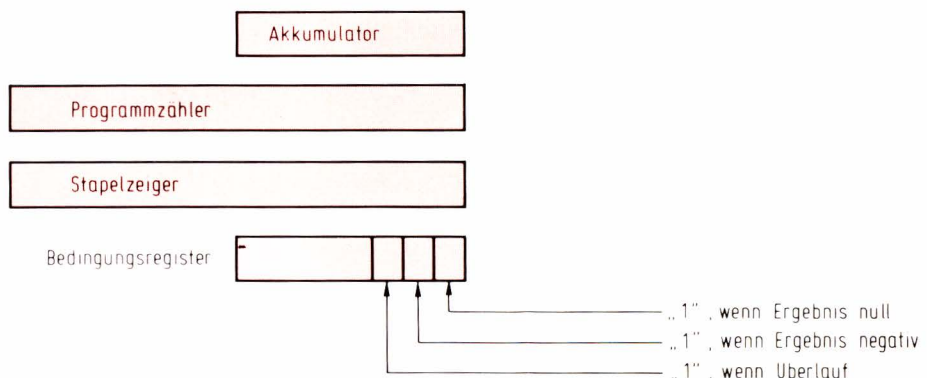 Akkumulator
Programmzähler
Stapelzeiger
Bedingungsregister
„1", wenn Ergebnis null
„1", wenn Ergebnis negativ
„1", wenn Überlauf